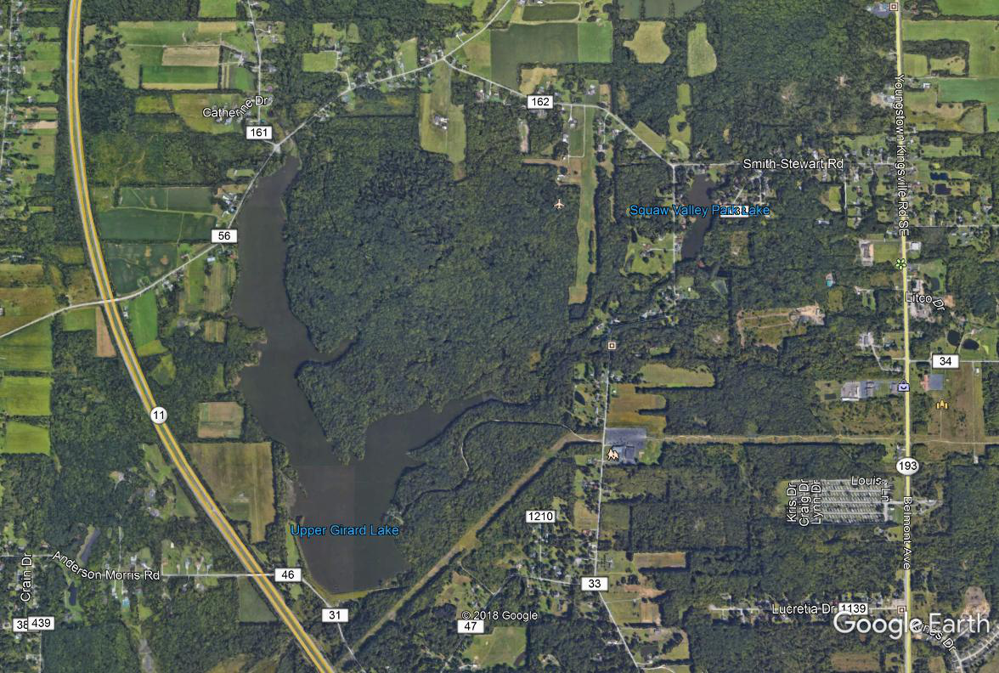 Youngstown Kingsville Rd SE
162
Catherine Dr
161
Smith-Stewart Rd
Squaw Valley Park Lake
56
Litco Dr
34
11
193
Louis Ln
Kris Dr
Craig Dr
Lynn Dr
1210
Upper Girard Lake
Belmont Ave
Anderson Morris Rd
46
33
Crain Dr
31
© 2018 Google
Lucretia Dr 1139
38 439
47
Google Earth